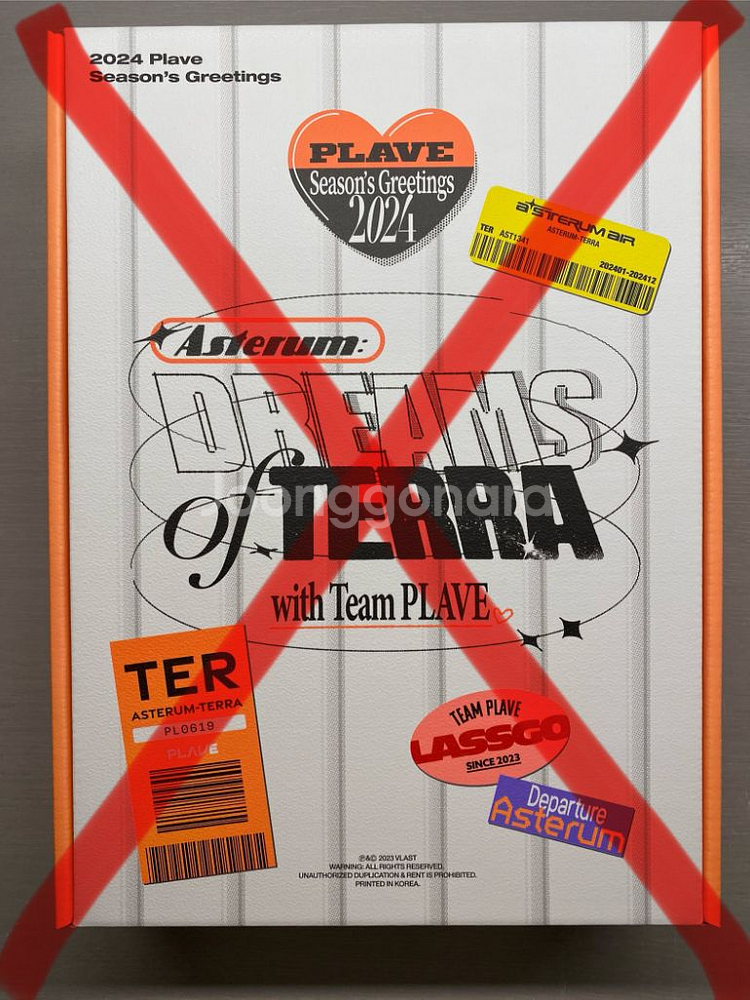 2024 Plave
Season's Greetings
PLAVE
Season's Greetings
2024
asterum air
ASTERUM-TERRA
TER AST1341
202401-202412
Asterum:
DREAMS
of TERRA
Joonggonara
with Team PLAVE
TER
ASTERUM-TERRA
PL0619
PLAVE
TEAM PLAVE
LASSGO
SINCE 2023
Departure
Asterum
℗&© 2023 VLAST
WARNING: ALL RIGHTS RESERVED.
UNAUTHORIZED DUPLICATION & RENT IS PROHIBITED.
PRINTED IN KOREA.